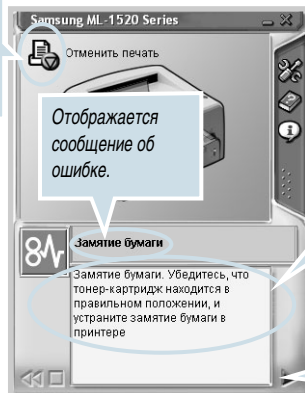 Samsung ML-1520 Series
Отменить печать
Отображается
сообщение об
ошибке.
Замятие бумаги
Замятие бумаги. Убедитесь, что
тонер-картридж находится в
правильном положении, и
устраните замятие бумаги в
принтере